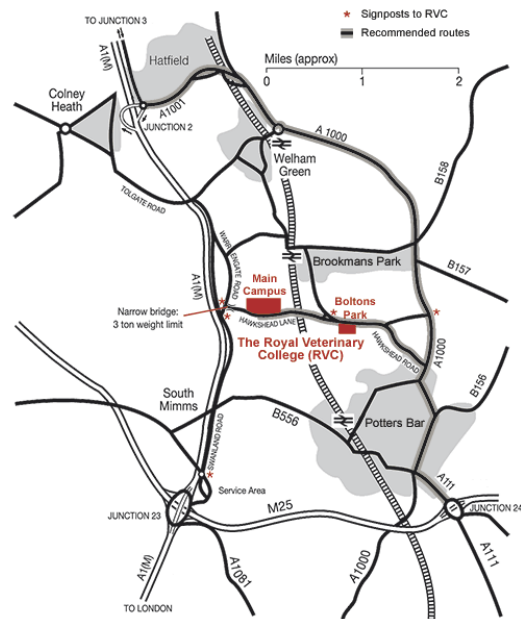 TO JUNCTION 3
* Signposts to RVC
Recommended routes
A1(M)
Hatfield
Miles (approx)
0 1 2
Colney
Heath
A1001
JUNCTION 2
A1000
Welham
Green
B158
TOLGATE ROAD
WARRENGATE ROAD
Brookmans Park
B157
A1(M)
Main
Campus
Boltons
Park
Narrow bridge:
3 ton weight limit
HAWKSHEAD LANE
HAWKSHEAD ROAD
A1000
The Royal Veterinary
College (RVC)
South
Mimms
B556
B156
SWANLAND ROAD
Potters Bar
Service Area
A111
JUNCTION 23
M25
JUNCTION 24
A1(M)
A1081
A1000
A111
TO LONDON